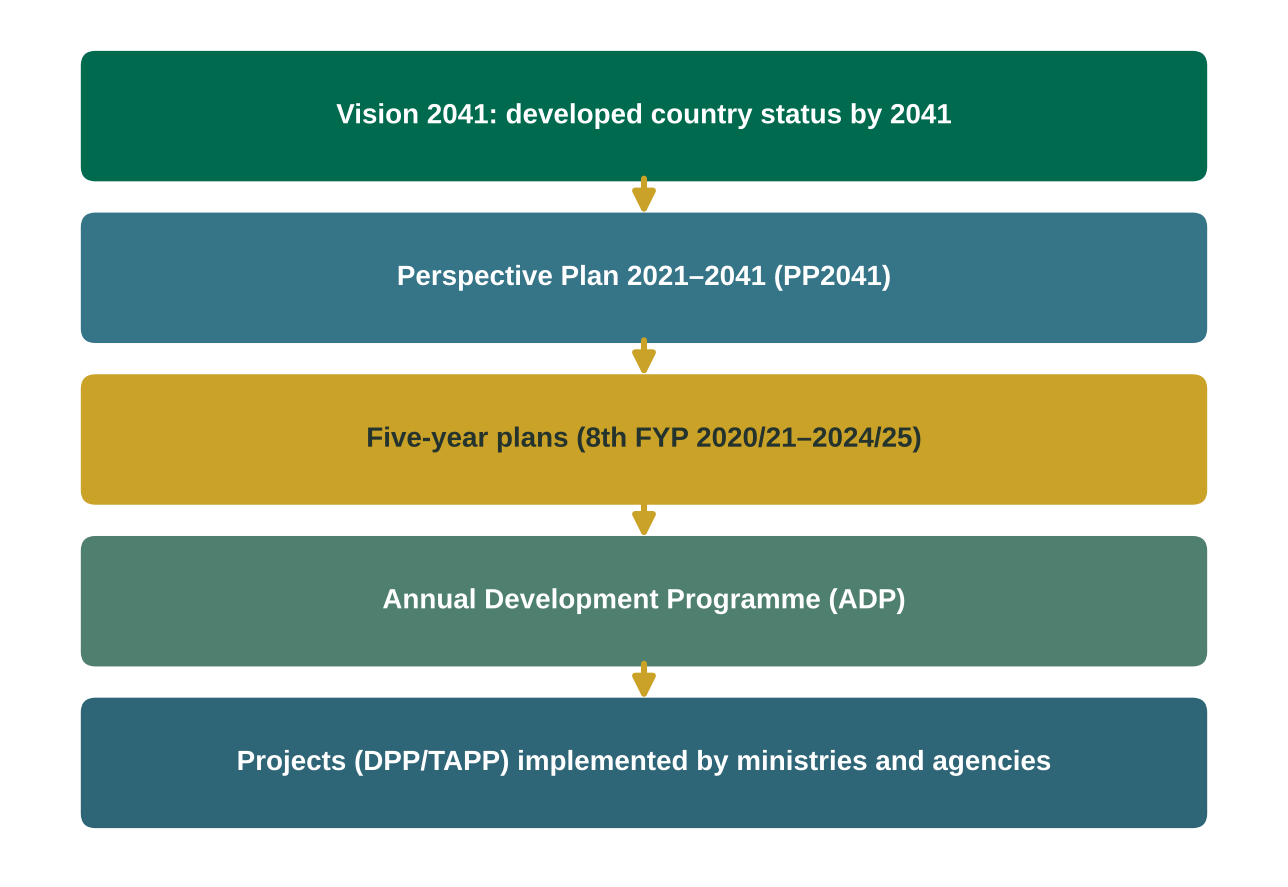 Vision 2041: developed country status by 2041
Perspective Plan 2021–2041 (PP2041)
Five-year plans (8th FYP 2020/21–2024/25)
Annual Development Programme (ADP)
Projects (DPP/TAPP) implemented by ministries and agencies